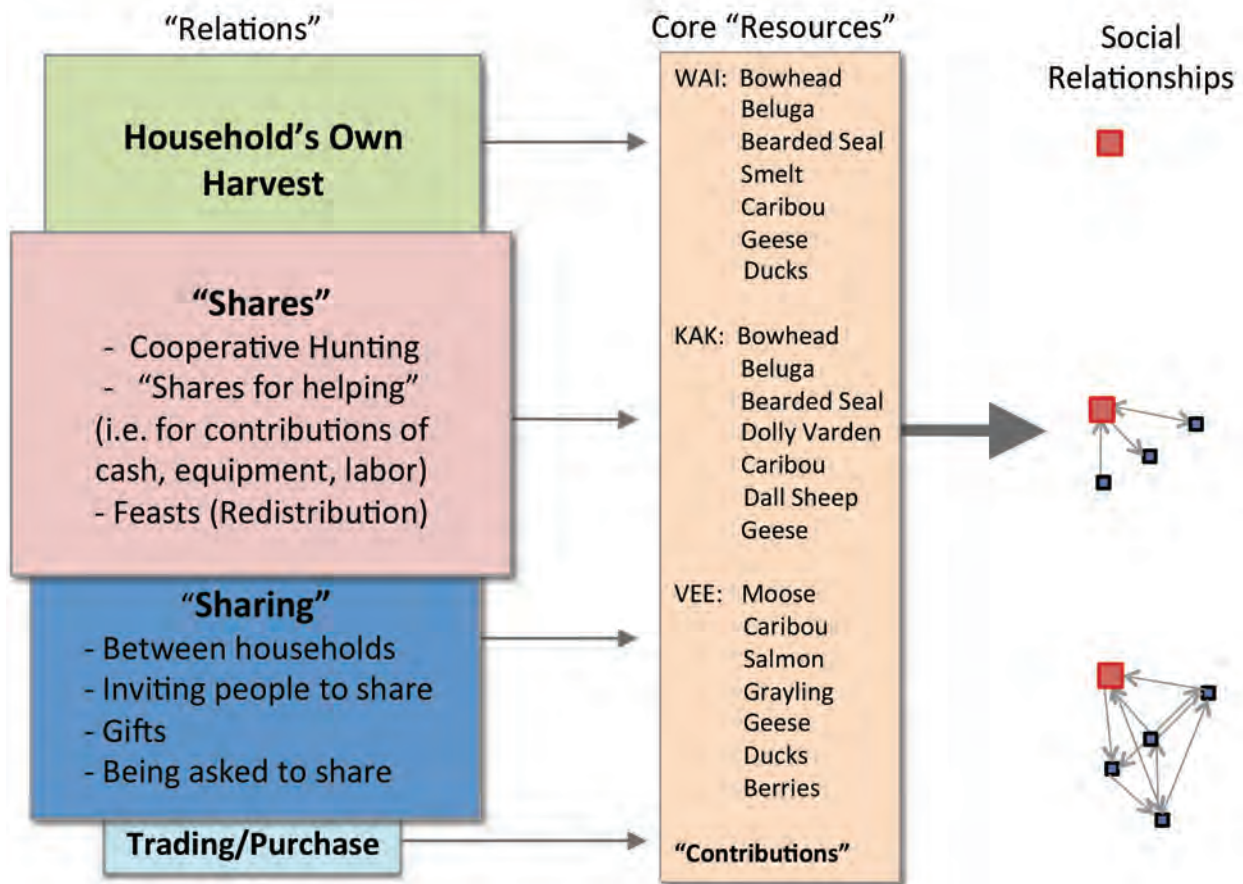 “Relations”
Household’s Own
Harvest
“Shares”
- Cooperative Hunting
- “Shares for helping”
(i.e. for contributions of
cash, equipment, labor)
- Feasts (Redistribution)
“Sharing”
- Between households
- Inviting people to share
- Gifts
- Being asked to share
Trading/Purchase
Core “Resources”
WAI: Bowhead
Beluga
Bearded Seal
Smelt
Caribou
Geese
Ducks
KAK: Bowhead
Beluga
Bearded Seal
Dolly Varden
Caribou
Dall Sheep
Geese
VEE: Moose
Caribou
Salmon
Grayling
Geese
Ducks
Berries
“Contributions”
Social
Relationships